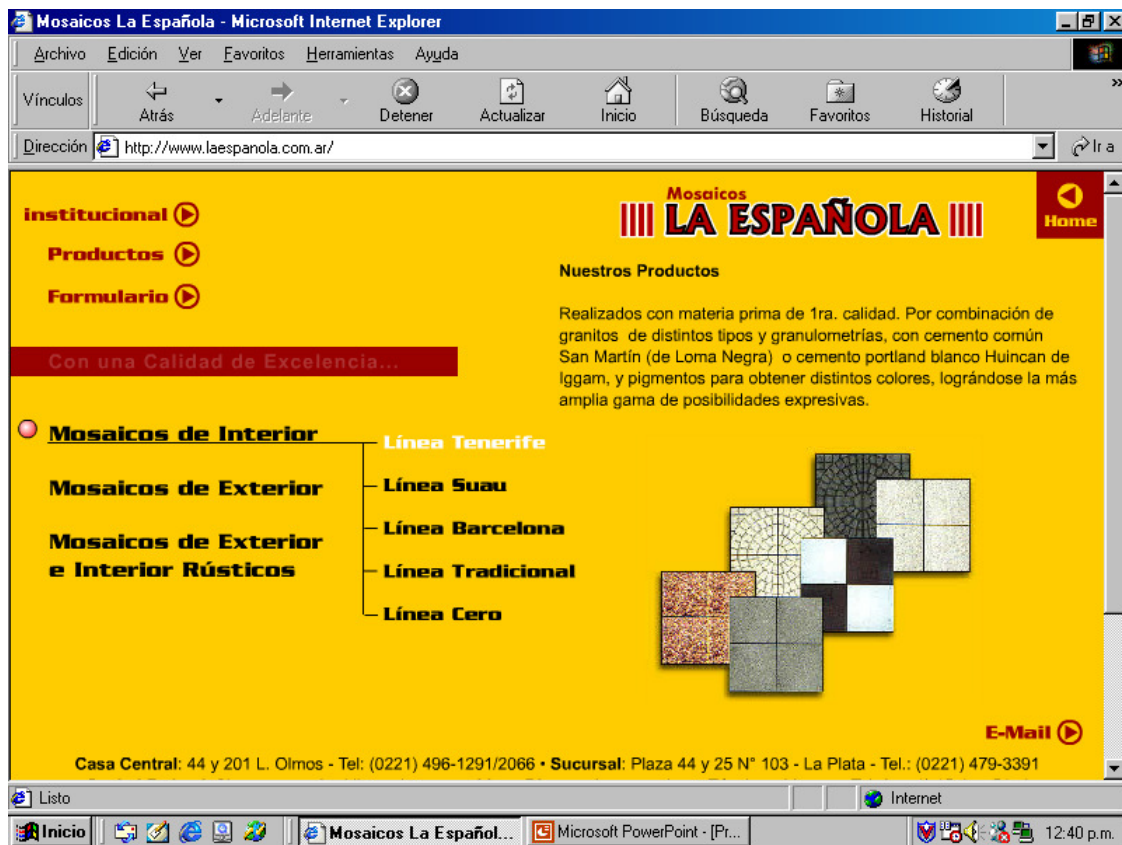 Mosaicos La Española - Microsoft Internet Explorer
Archivo Edición Ver Favoritos Herramientas Ayuda
Vínculos Atrás Adelante Detener Actualizar Inicio Búsqueda Favoritos Historial »
Dirección http://www.laespanola.com.ar/ Ir a
institucional
Productos
Formulario
Con una Calidad de Excelencia...
Mosaicos de Interior
Mosaicos de Exterior
Mosaicos de Exterior
e Interior Rústicos
Línea Tenerife
Línea Suau
Línea Barcelona
Línea Tradicional
Línea Cero
Mosaicos
LA ESPAÑOLA
Home
Nuestros Productos
Realizados con materia prima de 1ra. calidad. Por combinación de
granitos de distintos tipos y granulometrías, con cemento común
San Martín (de Loma Negra) o cemento portland blanco Huincan de
Iggam, y pigmentos para obtener distintos colores, lográndose la más
amplia gama de posibilidades expresivas.
E-Mail
Casa Central: 44 y 201 L. Olmos - Tel: (0221) 496-1291/2066 • Sucursal: Plaza 44 y 25 N° 103 - La Plata - Tel.: (0221) 479-3391
Listo Internet
Inicio Mosaicos La Español... Microsoft PowerPoint - [Pr... 12:40 p.m.